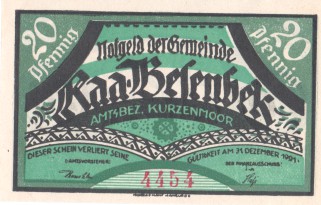 20 Pfennig
20 Pfennig
Notgeld der Gemeinde
Raa=Besenbek
AMTSBEZ. KURZENMOOR
DIESER SCHEIN VERLIERT SEINE GÜLTIGKEIT AM 31 DEZEMBER 1921.
4454